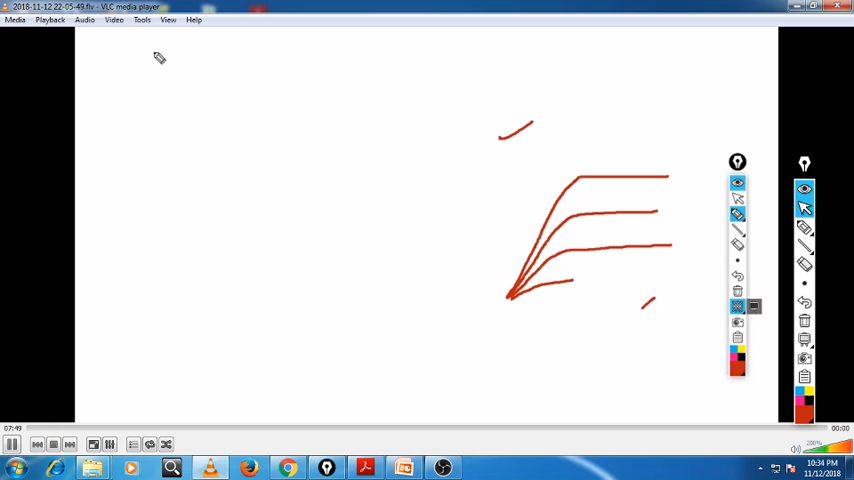 2018-11-12 22-05-49.flv - VLC media player
Media Playback Audio Video Tools View Help
07:49
00:00
200%
10:34 PM
11/12/2018